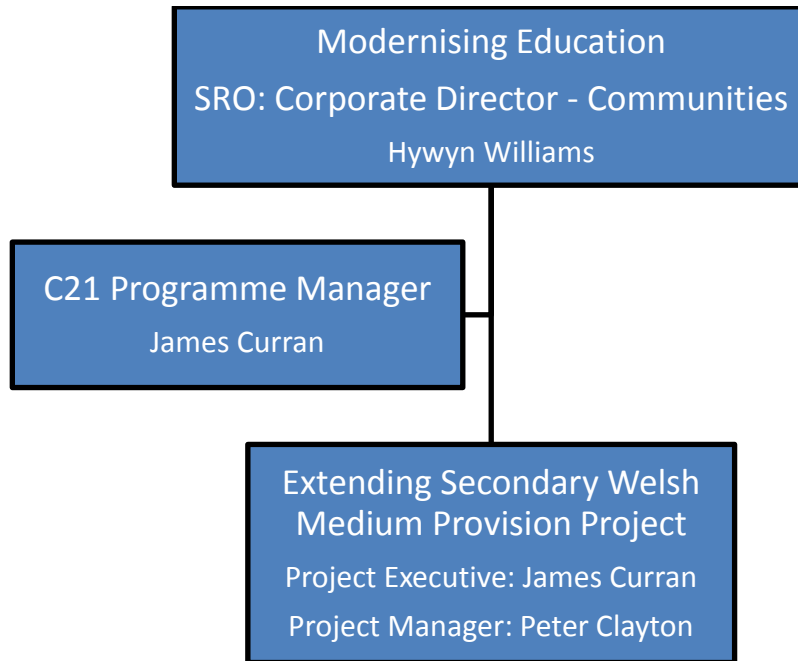 Modernising Education
SRO: Corporate Director - Communities
Hywyn Williams
C21 Programme Manager
James Curran
Extending Secondary Welsh
Medium Provision Project
Project Executive: James Curran
Project Manager: Peter Clayton